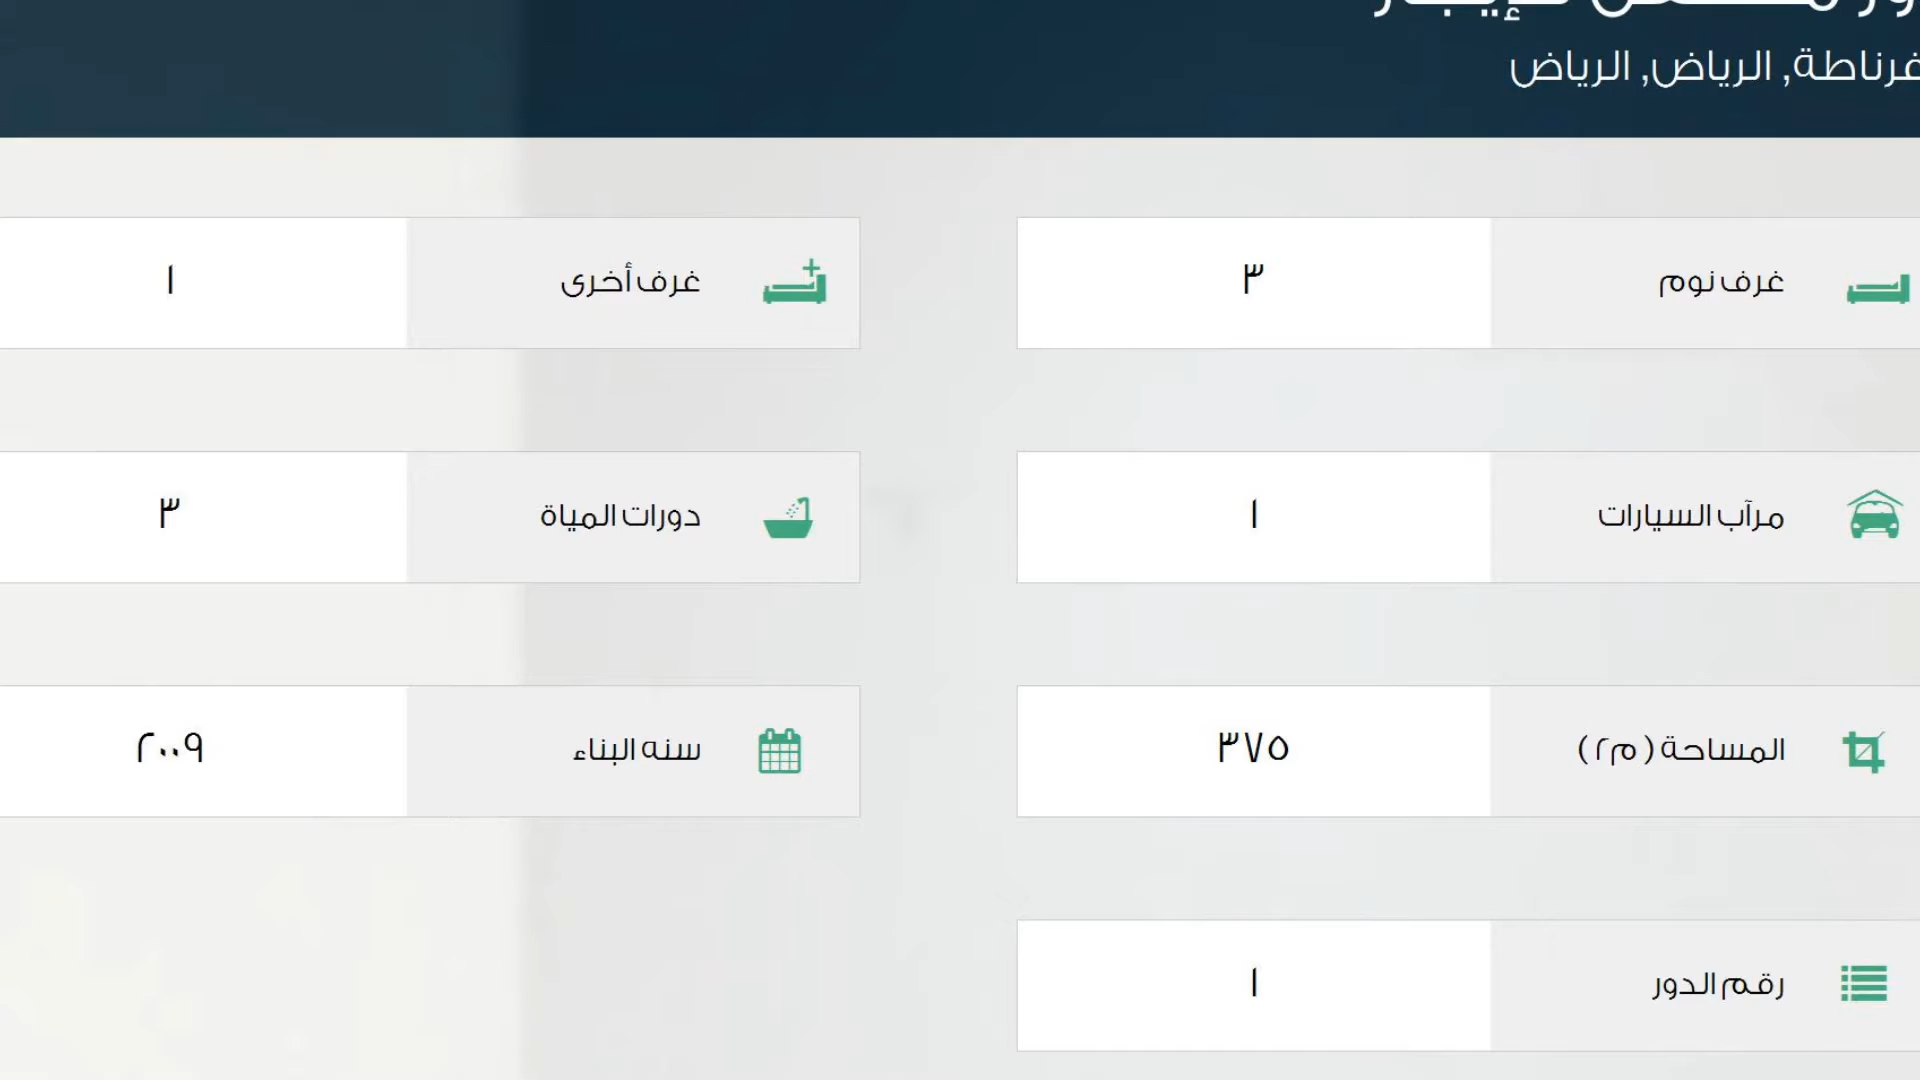 غرناطة, الرياض, الرياض
غرف نوم
٣
غرف أخرى
١
مرآب السيارات
١
دورات المياة
٣
المساحة ( م٢ )
٣٧٥
سنه البناء
٢٠٠٩
رقم الدور
١